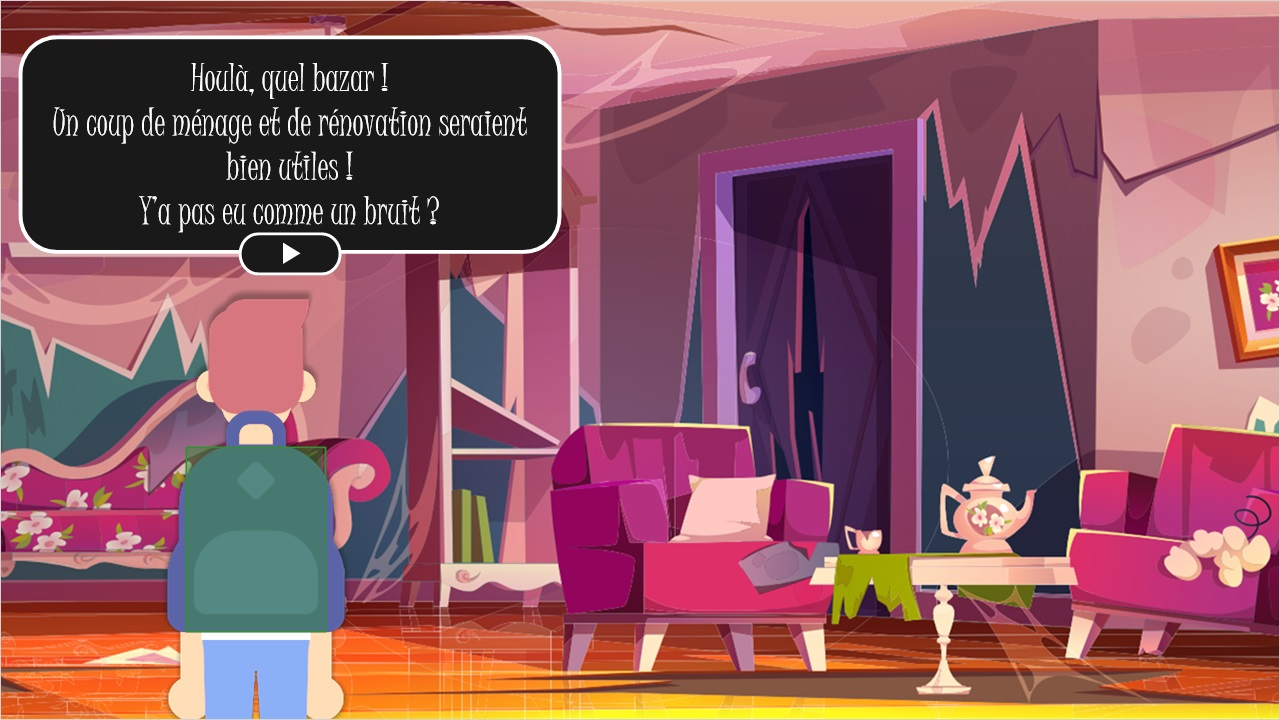 Houlà, quel bazar !
Un coup de ménage et de rénovation seraient
bien utiles !
Y'a pas eu comme un bruit ?